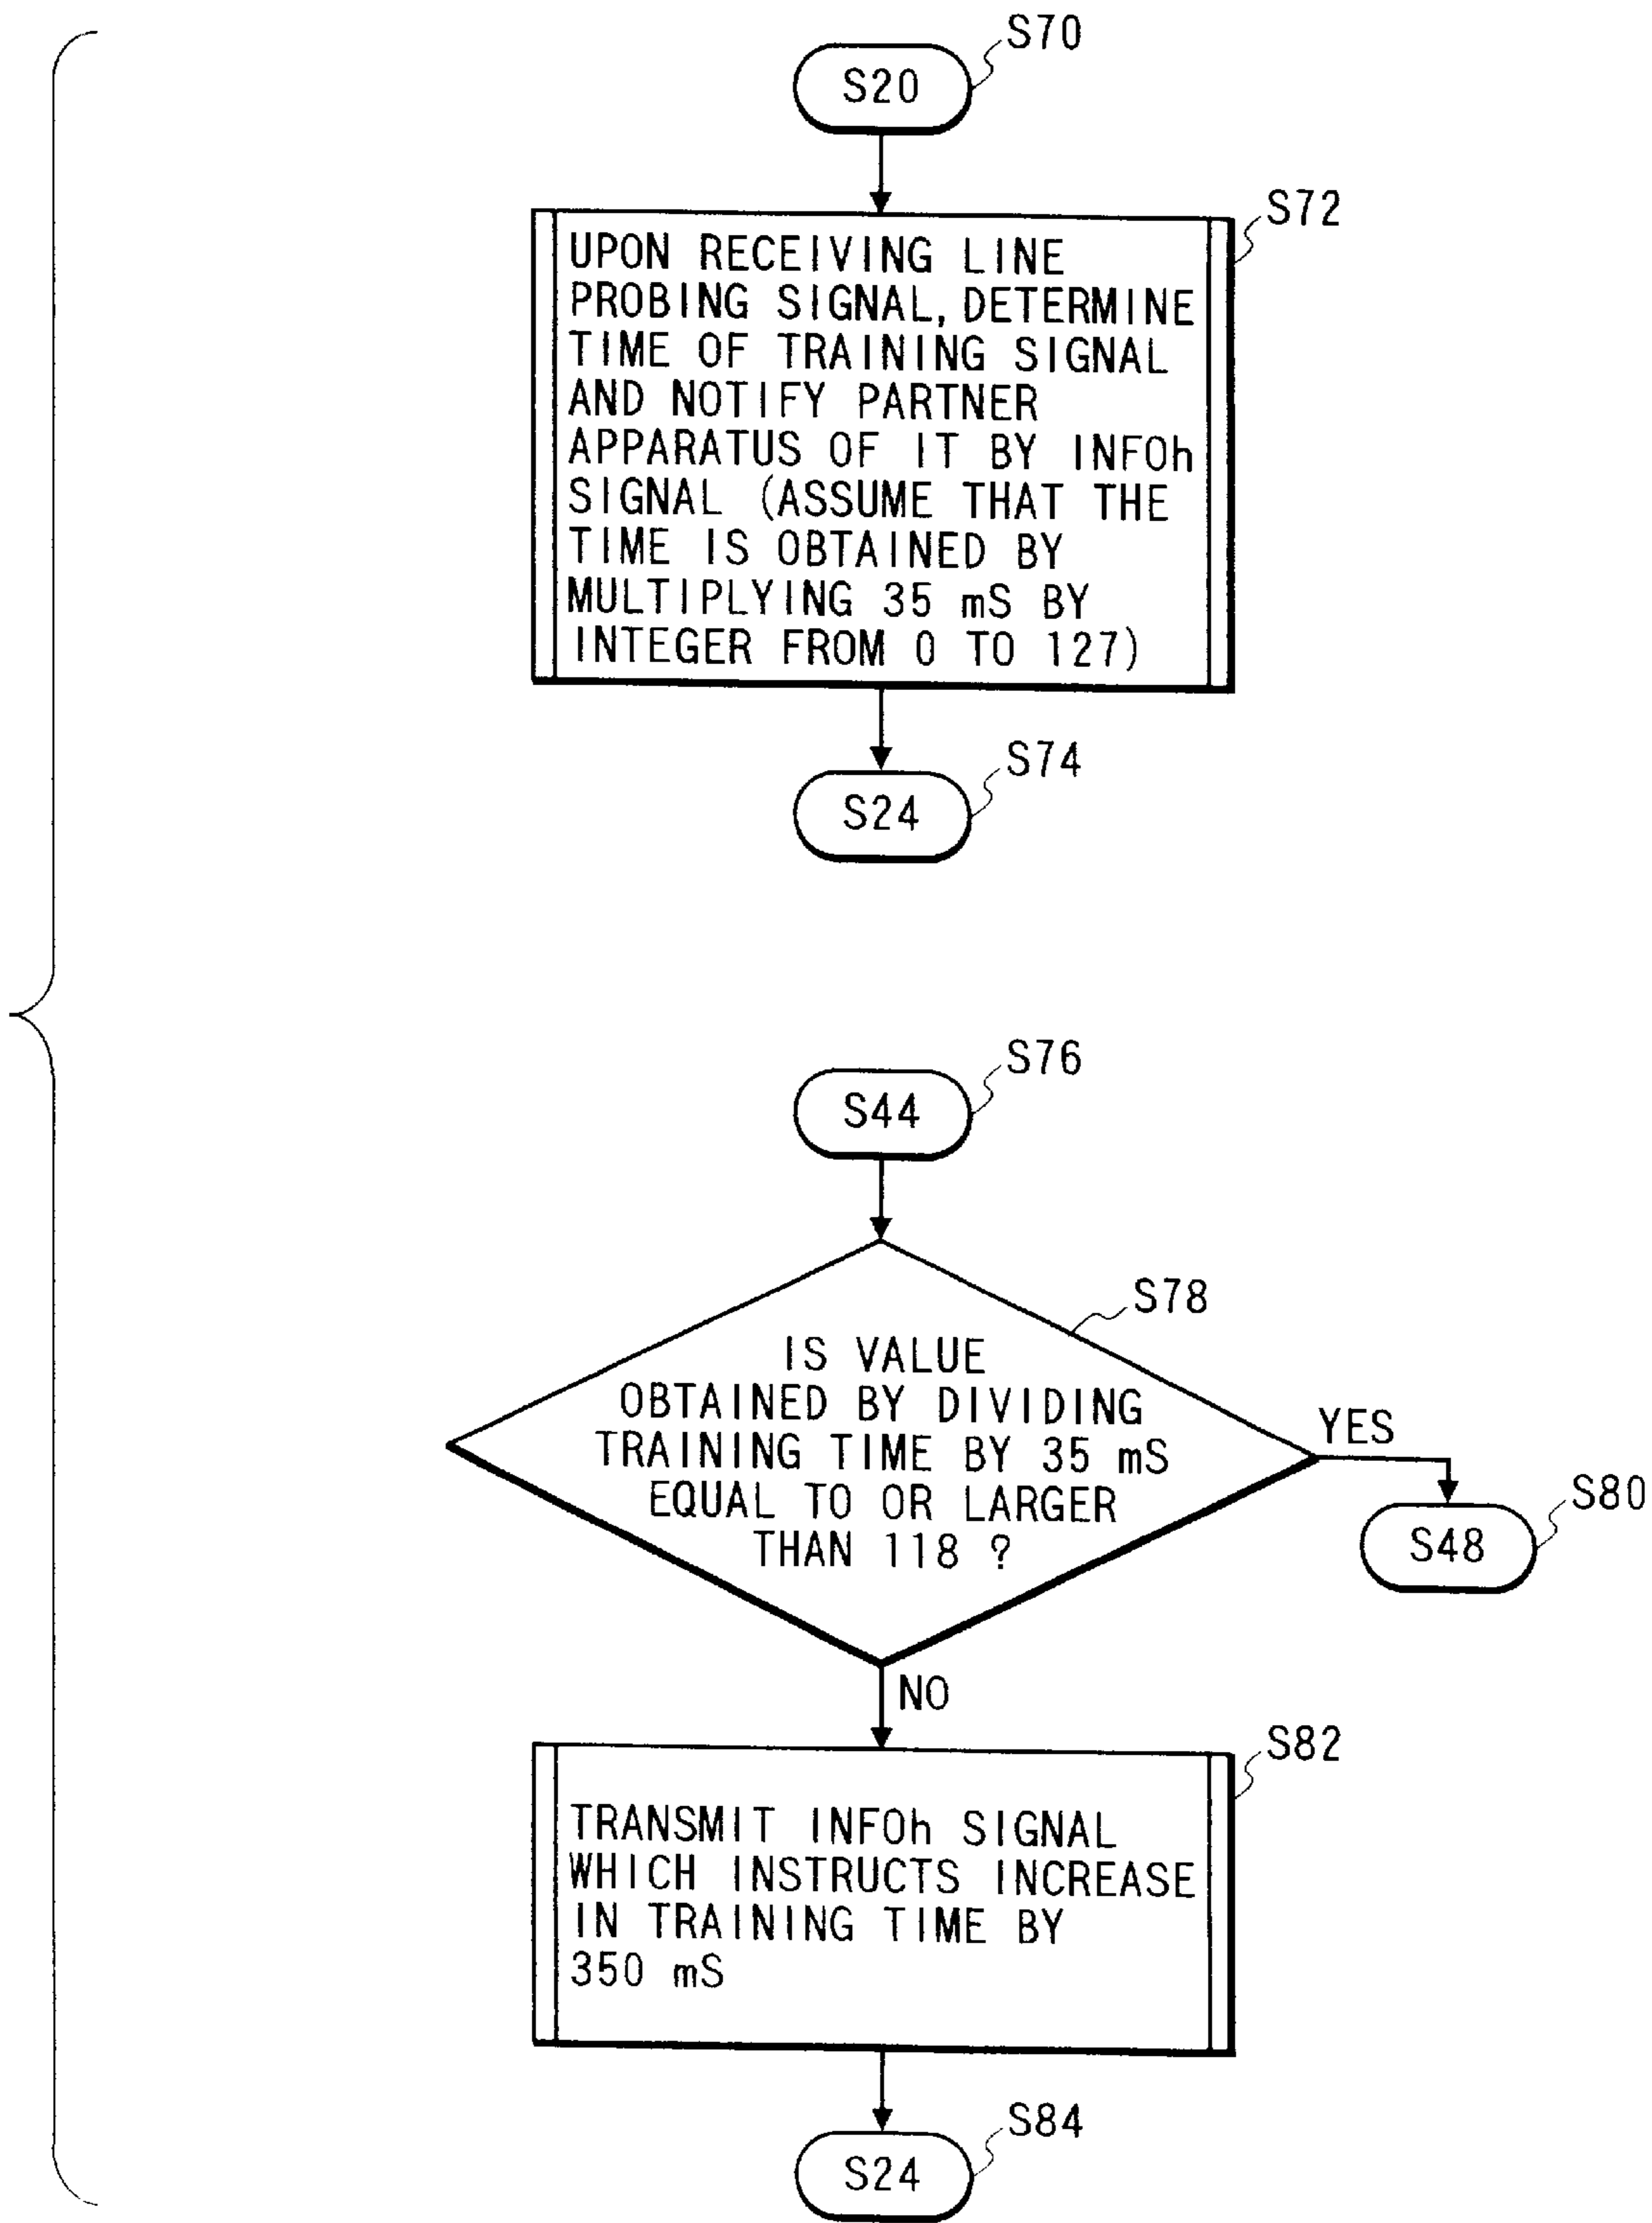 S70
S20
S72
UPON RECEIVING LINE
PROBING SIGNAL, DETERMINE
TIME OF TRAINING SIGNAL
AND NOTIFY PARTNER
APPARATUS OF IT BY INFOh
SIGNAL (ASSUME THAT THE
TIME IS OBTAINED BY
MULTIPLYING 35 mS BY
INTEGER FROM 0 TO 127)
S74
S24
S76
S44
S78
IS VALUE
OBTAINED BY DIVIDING
TRAINING TIME BY 35 mS
EQUAL TO OR LARGER
THAN 118 ?
YES
S80
S48
NO
S82
TRANSMIT INFOh SIGNAL
WHICH INSTRUCTS INCREASE
IN TRAINING TIME BY
350 mS
S84
S24